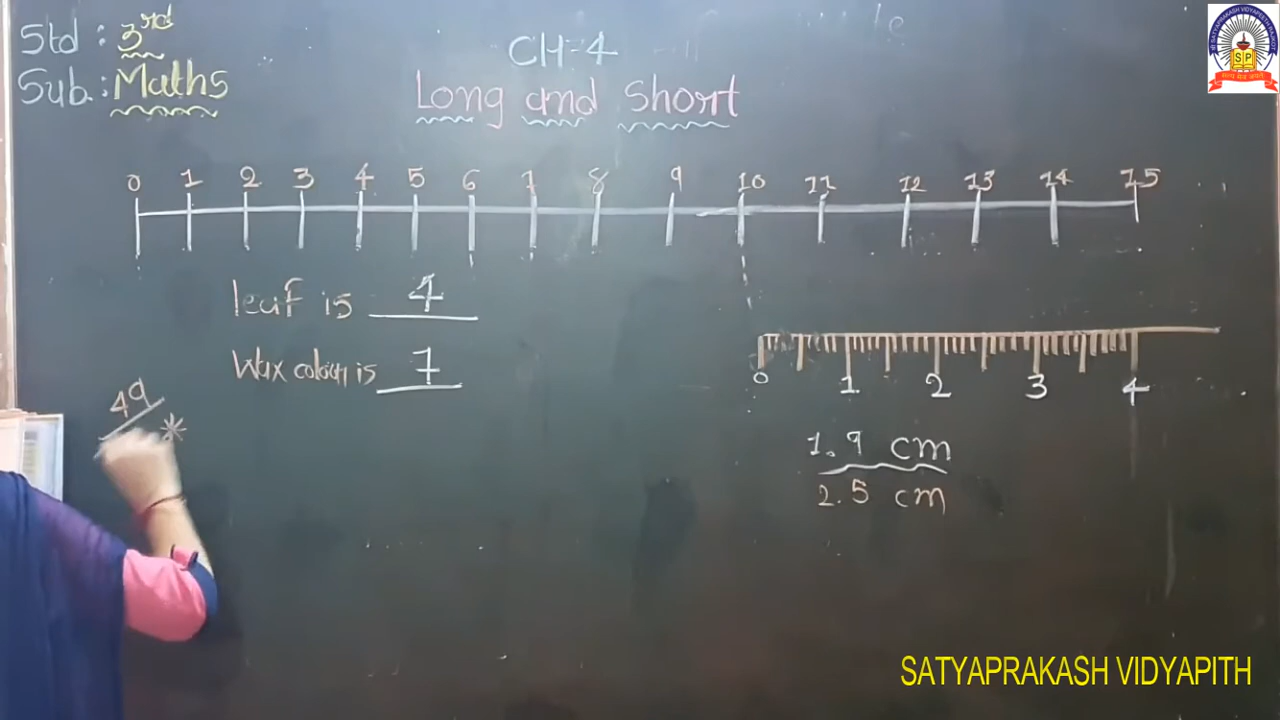 Std : 3rd
Sub. : Maths
CH-4
Long and Short
0 1 2 3 4 5 6 7 8 9 10 11 12 13 14 15
leaf is 4
Wax colour is 7
0 1 2 3 4
49
1.9 cm
2.5 cm
SP
SATYAPRAKASH VIDYAPITH